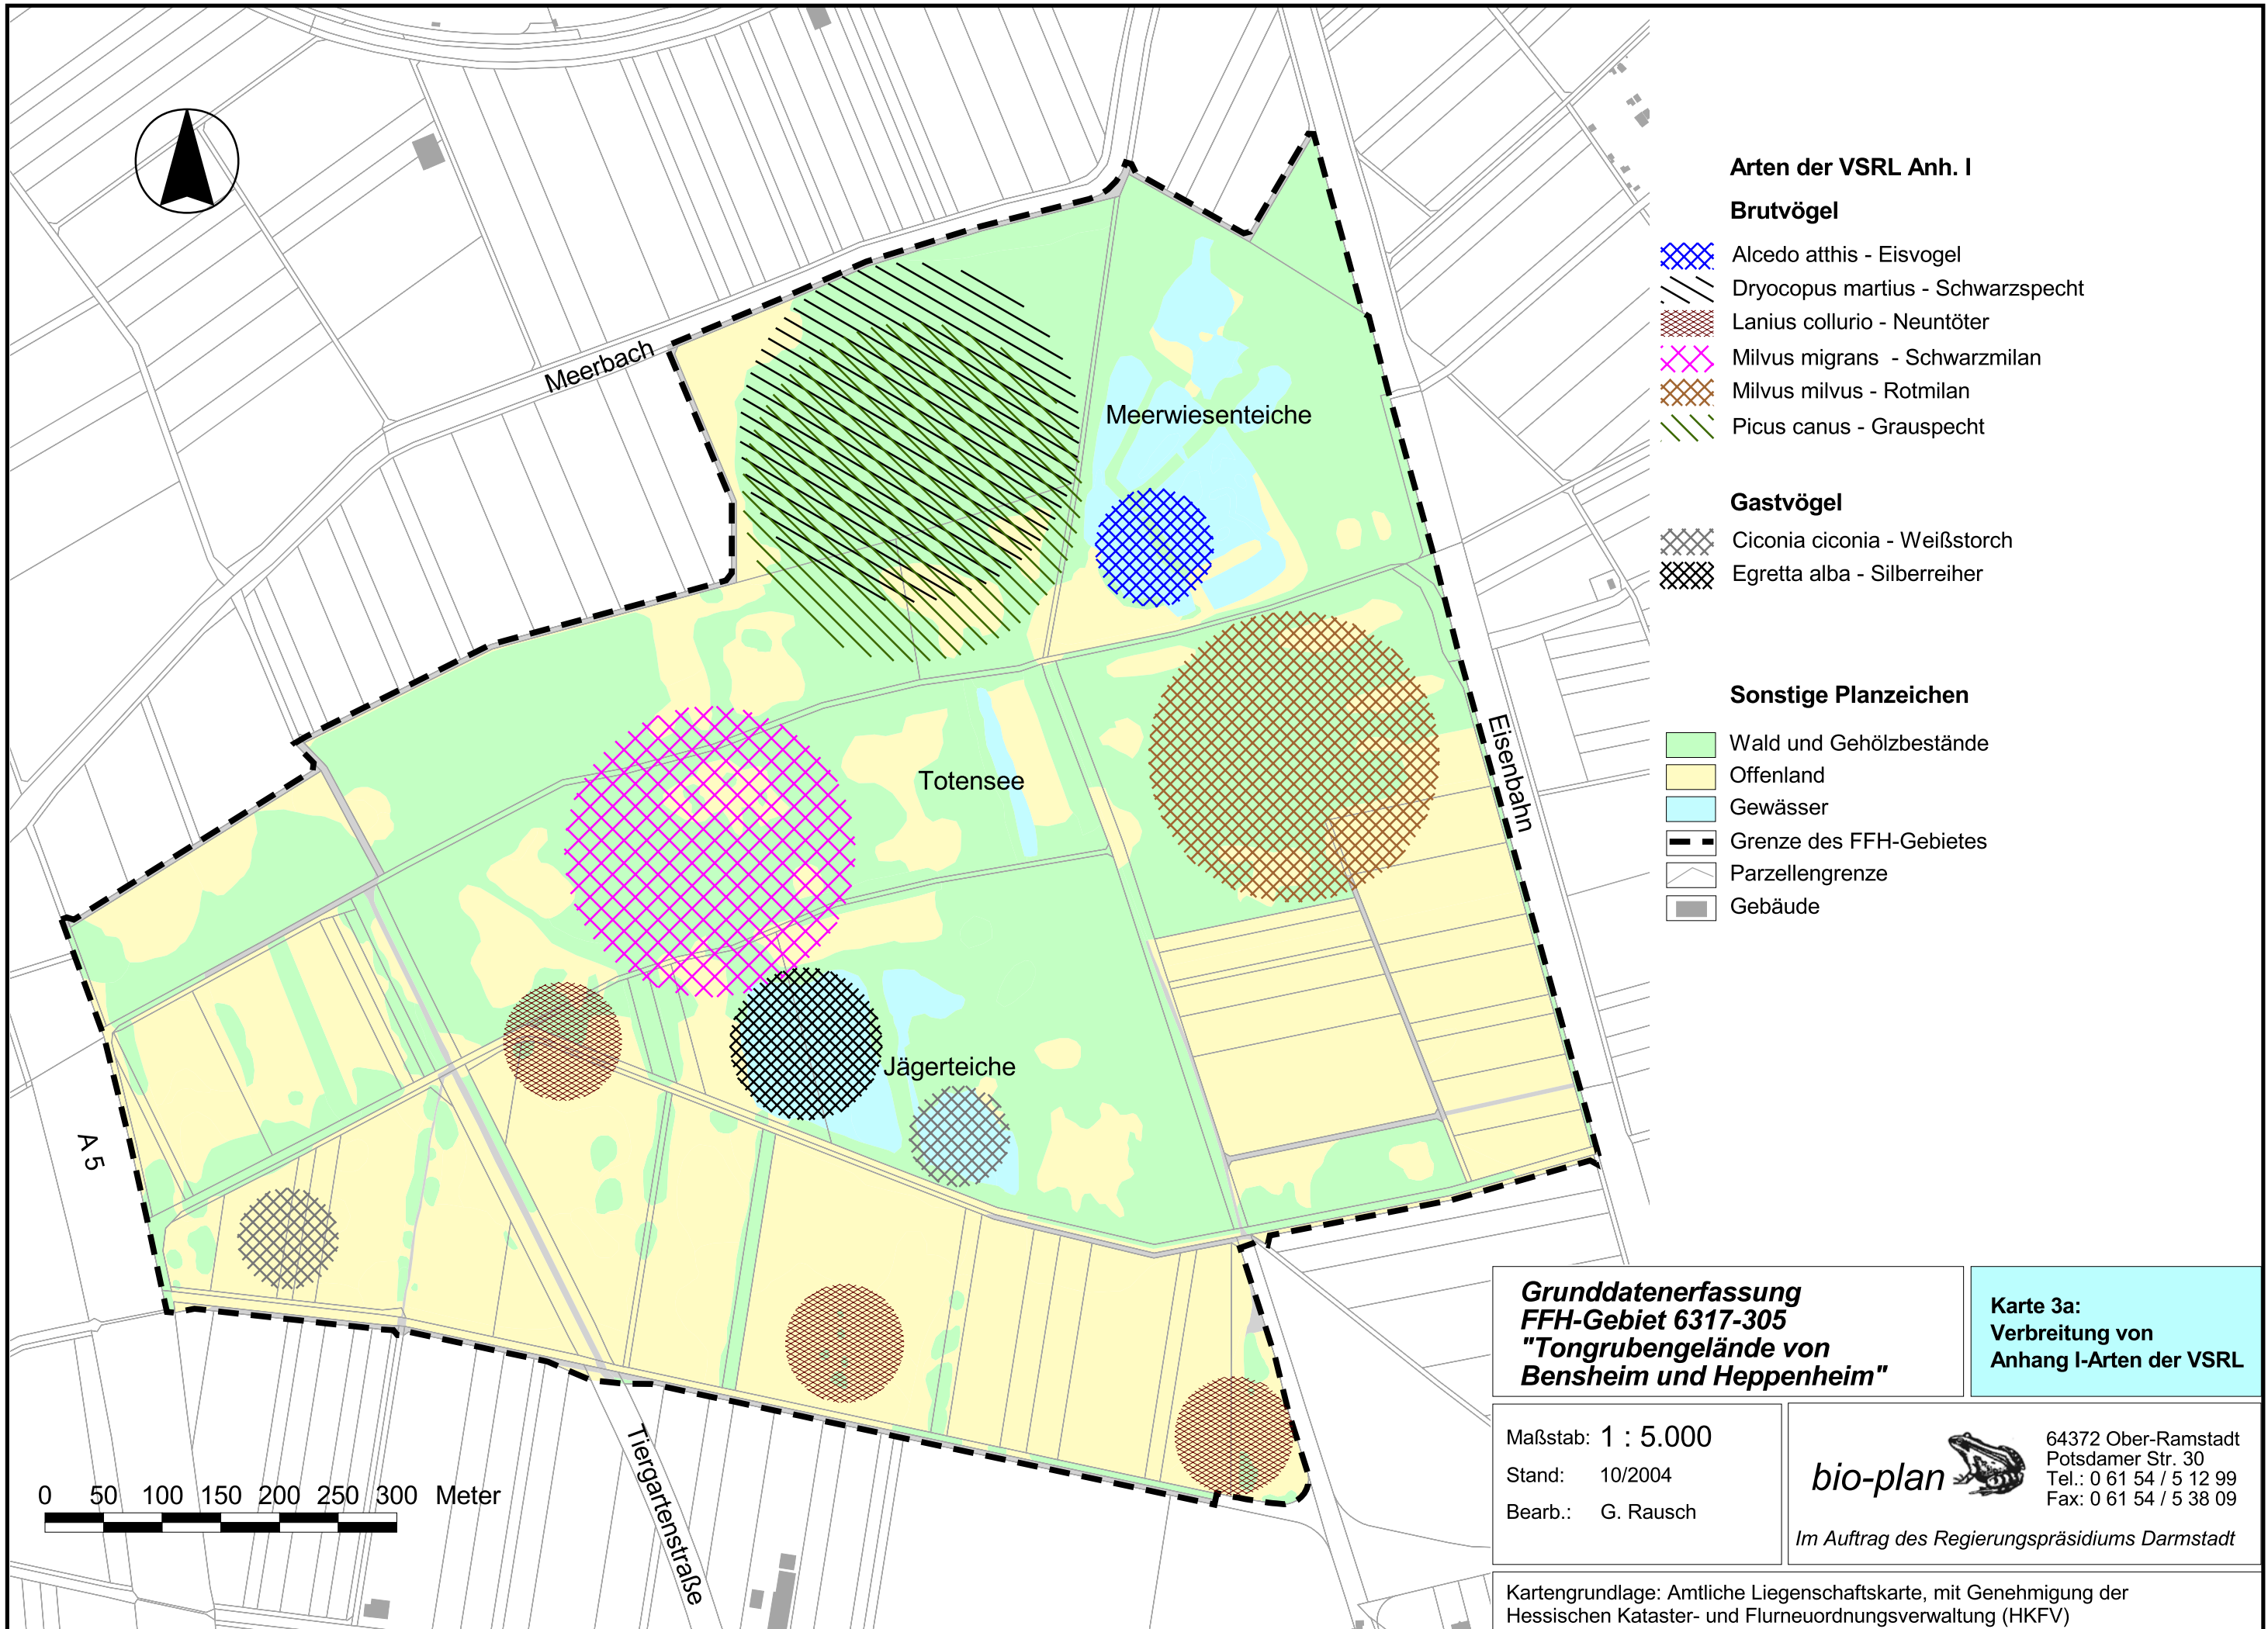 Meerbach
Meerwiesenteiche
Totensee
Eisenbahn
Jägerteiche
A 5
Tiergartenstraße
0 50 100 150 200 250 300 Meter
Arten der VSRL Anh. I
Brutvögel
Alcedo atthis - Eisvogel
Dryocopus martius - Schwarzspecht
Lanius collurio - Neuntöter
Milvus migrans - Schwarzmilan
Milvus milvus - Rotmilan
Picus canus - Grauspecht
Gastvögel
Ciconia ciconia - Weißstorch
Egretta alba - Silberreiher
Sonstige Planzeichen
Wald und Gehölzbestände
Offenland
Gewässer
Grenze des FFH-Gebietes
Parzellengrenze
Gebäude
Grunddatenerfassung
FFH-Gebiet 6317-305
"Tongrubengelände von
Bensheim und Heppenheim"
Karte 3a:
Verbreitung von
Anhang I-Arten der VSRL
Maßstab: 1 : 5.000
Stand: 10/2004
Bearb.: G. Rausch
bio-plan
64372 Ober-Ramstadt
Potsdamer Str. 30
Tel.: 0 61 54 / 5 12 99
Fax: 0 61 54 / 5 38 09
Im Auftrag des Regierungspräsidiums Darmstadt
Kartengrundlage: Amtliche Liegenschaftskarte, mit Genehmigung der
Hessischen Kataster- und Flurneuordnungsverwaltung (HKFV)